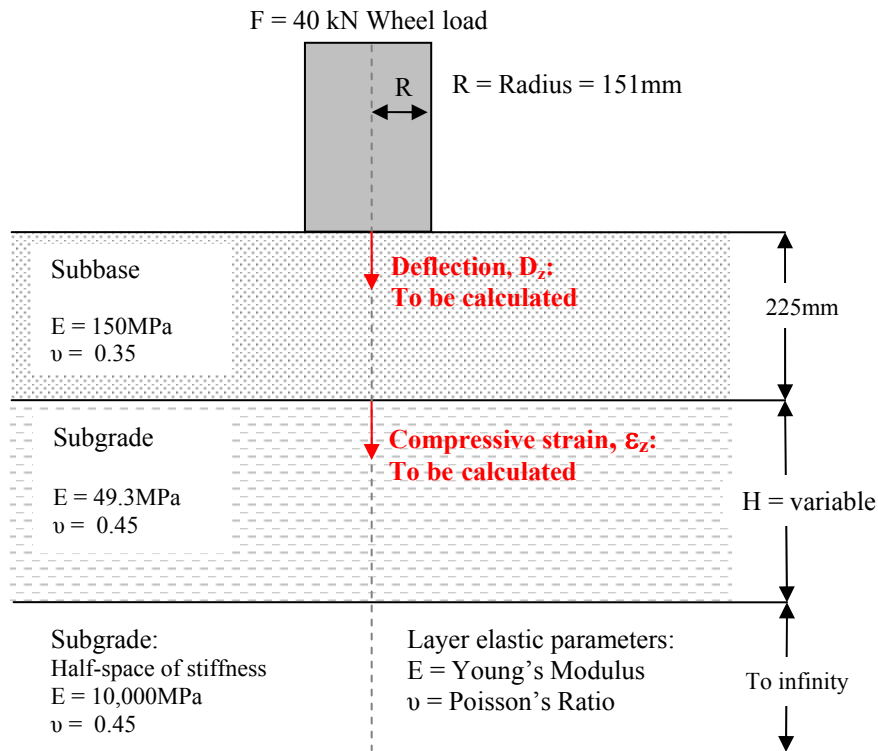 F = 40 kN Wheel load
R
R = Radius = 151mm
Subbase
E = 150MPa
υ = 0.35
Deflection, Dz:
To be calculated
225mm
Subgrade
E = 49.3MPa
υ = 0.45
Compressive strain, εz:
To be calculated
H = variable
Subgrade:
Half-space of stiffness
E = 10,000MPa
υ = 0.45
Layer elastic parameters:
E = Young’s Modulus
υ = Poisson’s Ratio
To infinity